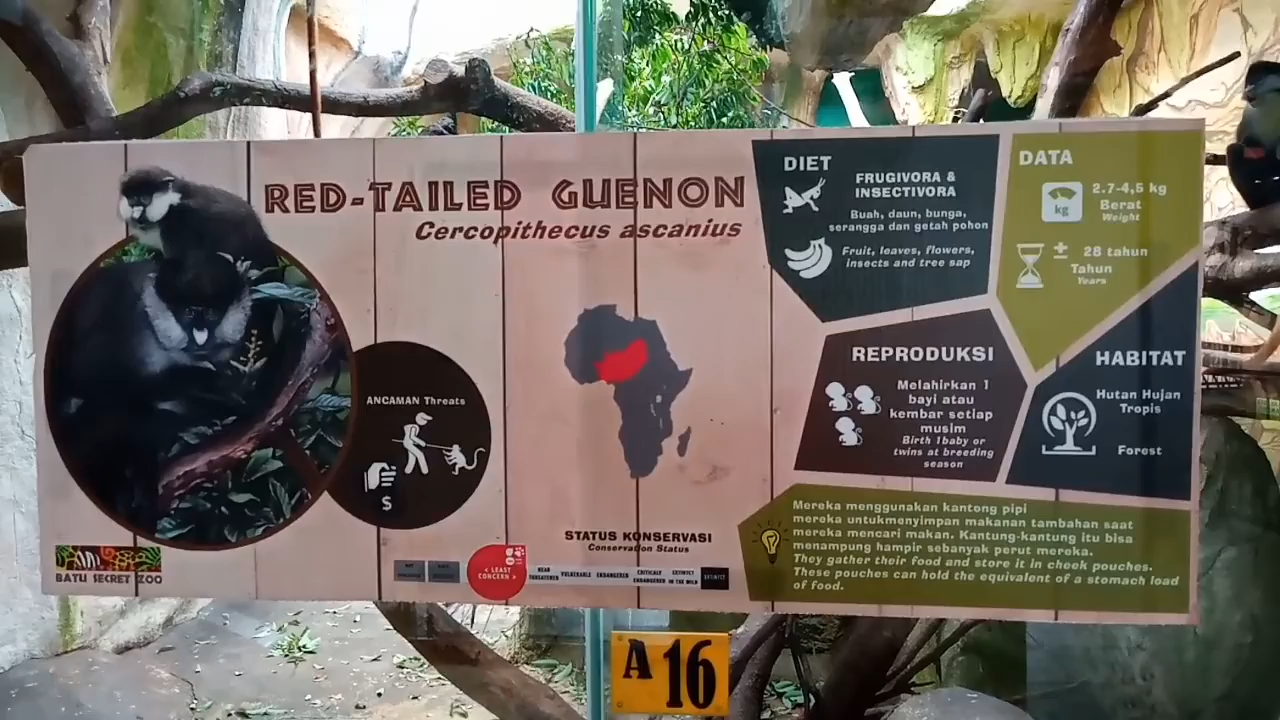 RED-TAILED GUENON
Cercopithecus ascanius
ANCAMAN Threats
$
BATU SECRET ZOO
STATUS KONSERVASI
Conservation Status
< LEAST
CONCERN >
NEAR
THREATENED
VULNERABLE
ENDANGERED
CRITICALLY
ENDANGERED
EXTINCT
IN THE WILD
EXTINCT
DIET
FRUGIVORA &
INSECTIVORA
Buah, daun, bunga,
serangga dan getah pohon
Fruit, leaves, flowers,
insects and tree sap
DATA
kg
2.7-4,5 kg
Berat
Weight
± 28 tahun
Tahun
Years
REPRODUKSI
Melahirkan 1
bayi atau
kembar setiap
musim
Birth 1baby or
twins at breeding
season
HABITAT
Hutan Hujan
Tropis
Forest
Mereka menggunakan kantong pipi
mereka untukmenyimpan makanan tambahan saat
mereka mencari makan. Kantung-kantung itu bisa
menampung hampir sebanyak perut mereka.
They gather their food and store it in cheek pouches.
These pouches can hold the equivalent of a stomach load
of food.
A 16